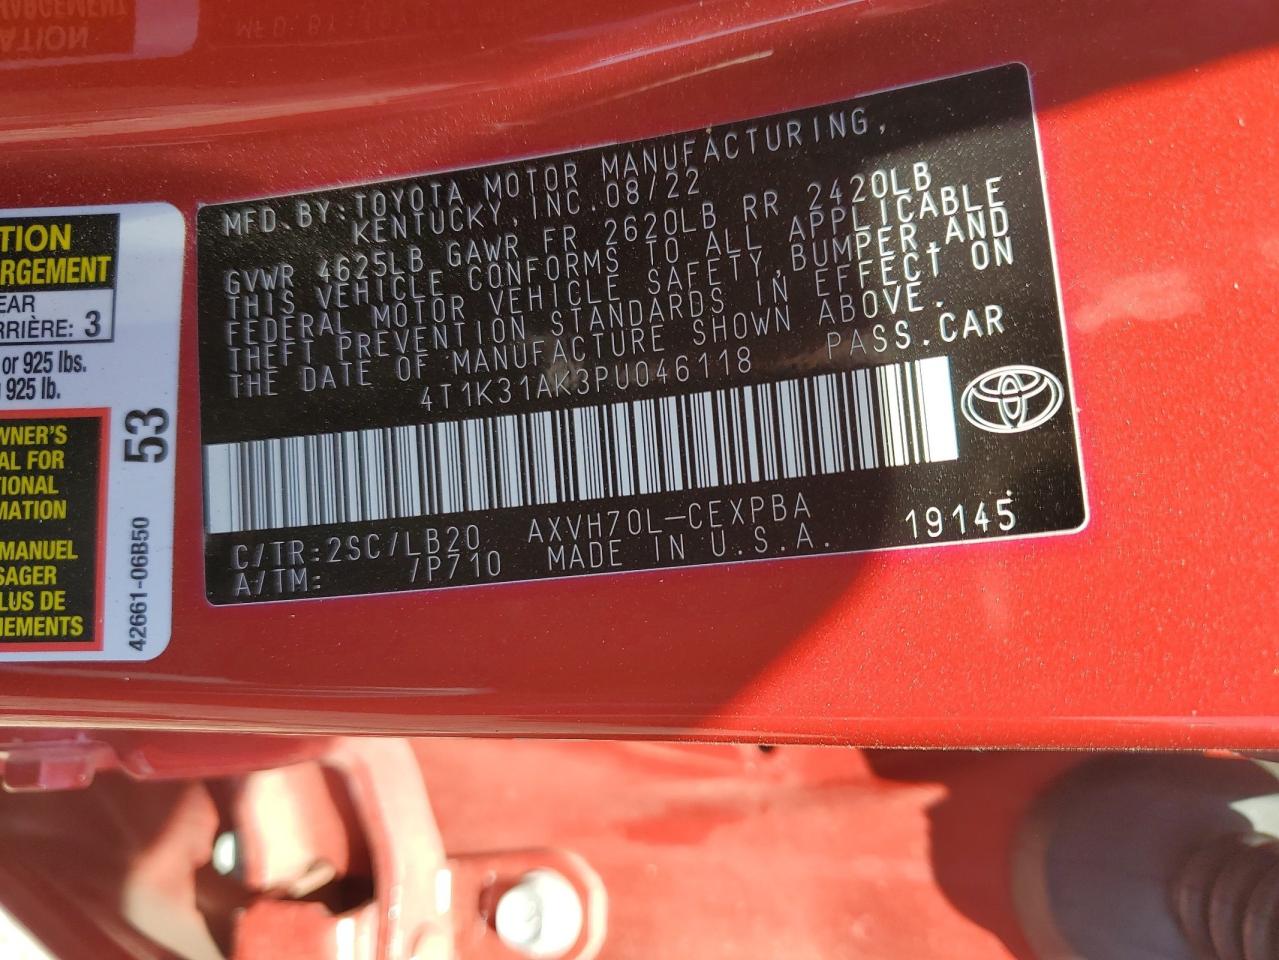 MFD. BY: TOYOTA MOTOR MANUFACTURING,
KENTUCKY, INC. 08/22
GVWR 4625LB GAWR FR 2620LB RR 2420LB
THIS VEHICLE CONFORMS TO ALL APPLICABLE
FEDERAL MOTOR VEHICLE SAFETY, BUMPER, AND
THEFT PREVENTION STANDARDS IN EFFECT ON
THE DATE OF MANUFACTURE SHOWN ABOVE.
4T1K31AK3PU046118 PASS. CAR
C/TR: 2SC/LB20 AXVH70L-CEXPBA 19145
A/TM: /P710 MADE IN U.S.A.
TION
RGEMENT
EAR
RRIÈRE: 3
or 925 lbs.
925 lb.
WNER'S
AL FOR
TIONAL
MATION
MANUEL
SAGER
LUS DE
NEMENTS
53
42661-06B50